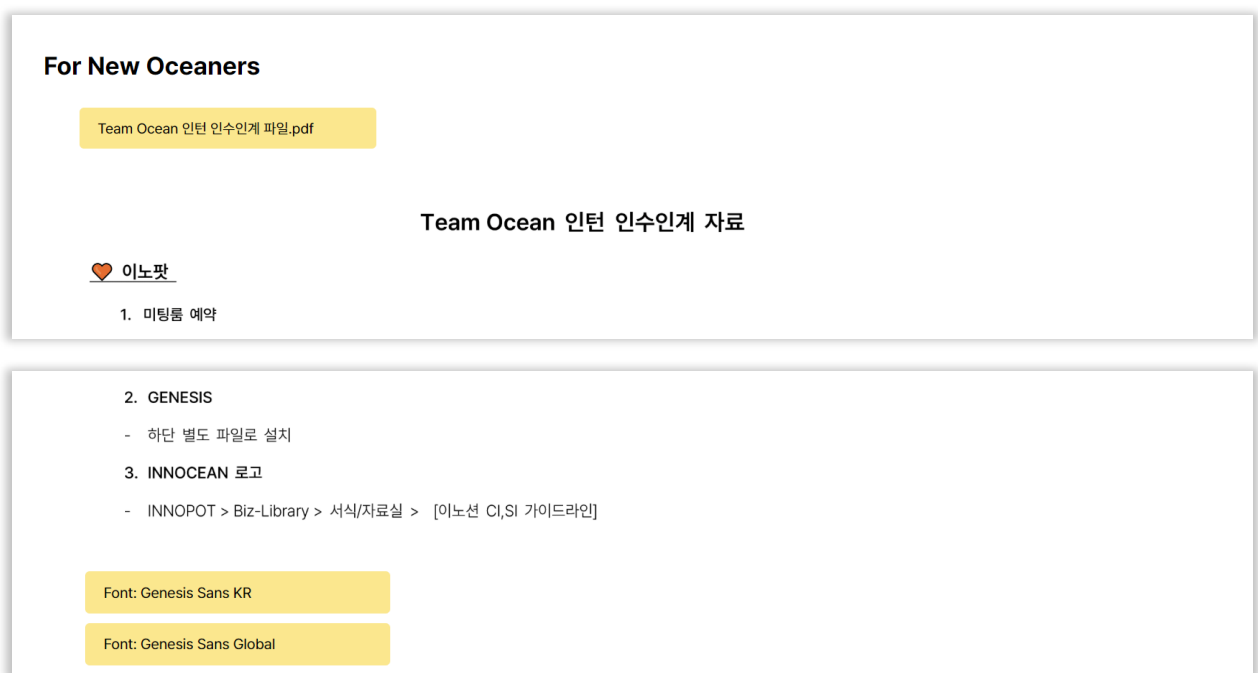 For New Oceaners
Team Ocean 인턴 인수인계 파일.pdf
Team Ocean 인턴 인수인계 자료
🧡 이노팟
1. 미팅룸 예약
2. GENESIS
- 하단 별도 파일로 설치
3. INNOCEAN 로고
- INNOPOT > Biz-Library > 서식/자료실 > [이노션 CI,SI 가이드라인]
Font: Genesis Sans KR
Font: Genesis Sans Global